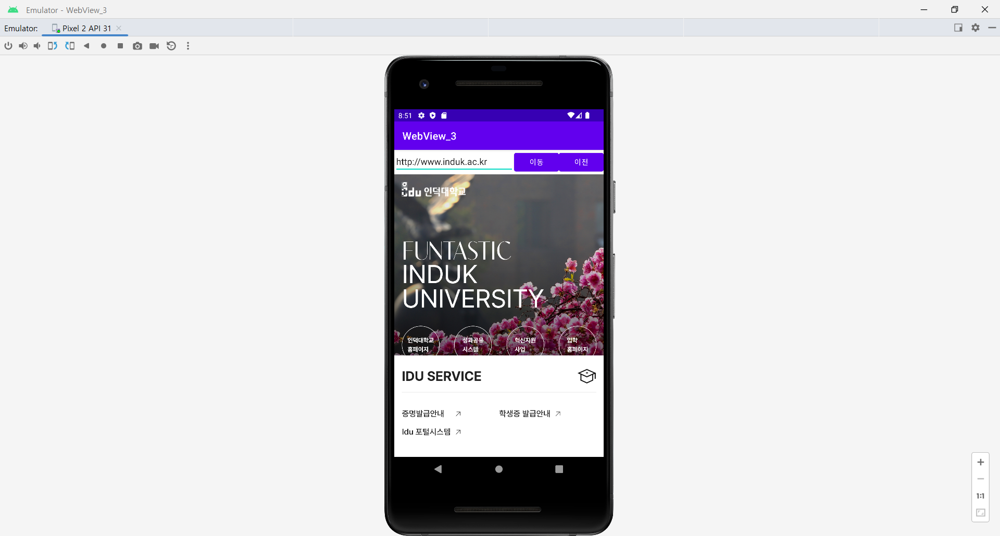 Emulator - WebView_3
Emulator: Pixel 2 API 31
8:51
WebView_3
http://www.induk.ac.kr 이동 이전
idu 인덕대학교
FUNTASTIC
INDUK
UNIVERSITY
인덕대학교 성과공유 혁신지원 입학
홈페이지 시스템 사업 홈페이지
IDU SERVICE
증명발급안내 학생증 발급안내
Idu 포털시스템
1:1